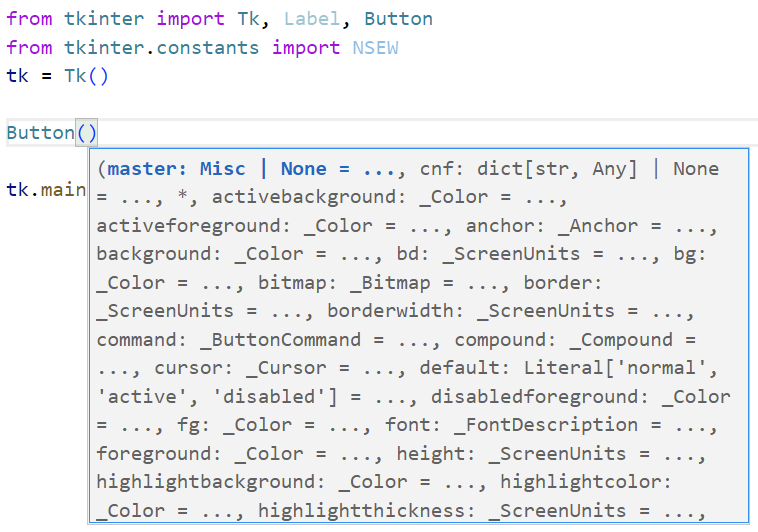 from tkinter import Tk, Label, Button
from tkinter.constants import NSEW
tk = Tk()
Button()
tk.main
(master: Misc | None = ..., cnf: dict[str, Any] | None
= ..., *, activebackground: _Color = ...,
activeforeground: _Color = ..., anchor: _Anchor = ...,
background: _Color = ..., bd: _ScreenUnits = ..., bg:
_Color = ..., bitmap: _Bitmap = ..., border:
_ScreenUnits = ..., borderwidth: _ScreenUnits = ...,
command: _ButtonCommand = ..., compound: _Compound =
..., cursor: _Cursor = ..., default: Literal['normal',
'active', 'disabled'] = ..., disabledforeground: _Color
= ..., fg: _Color = ..., font: _FontDescription = ...,
foreground: _Color = ..., height: _ScreenUnits = ...,
highlightbackground: _Color = ..., highlightcolor:
_Color = ..., highlightthickness: _ScreenUnits = ...,